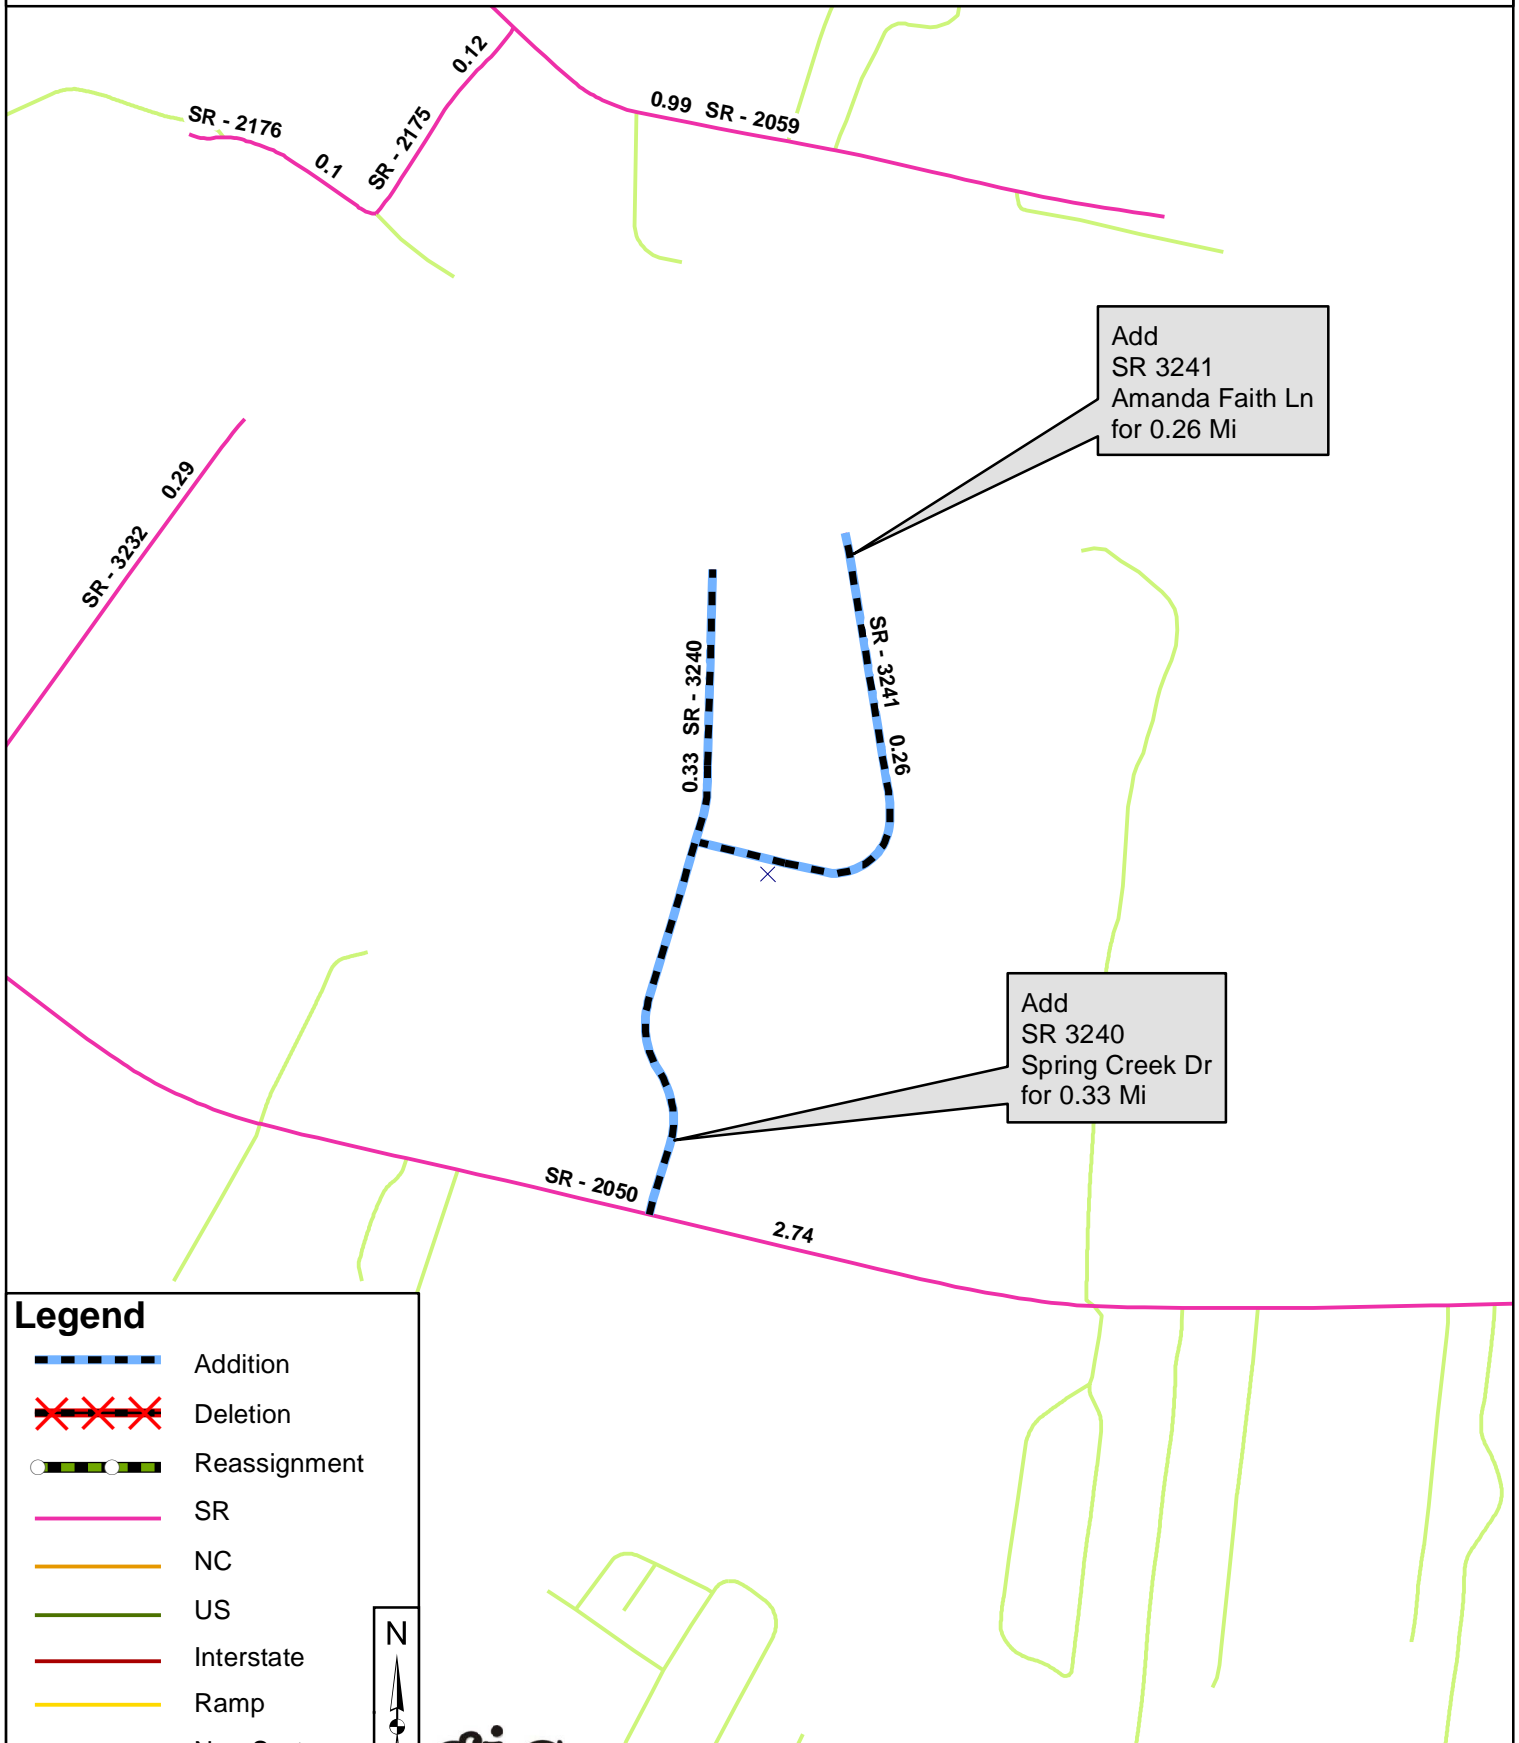 0.12
SR - 2175
SR - 2176
0.1
0.99 SR - 2059
Add
SR 3241
Amanda Faith Ln
for 0.26 Mi
0.29
SR - 3232
0.33 SR - 3240
SR - 3241 0.26
Add
SR 3240
Spring Creek Dr
for 0.33 Mi
SR - 2050
2.74
Legend
Addition
Deletion
Reassignment
SR
NC
US
Interstate
Ramp
N